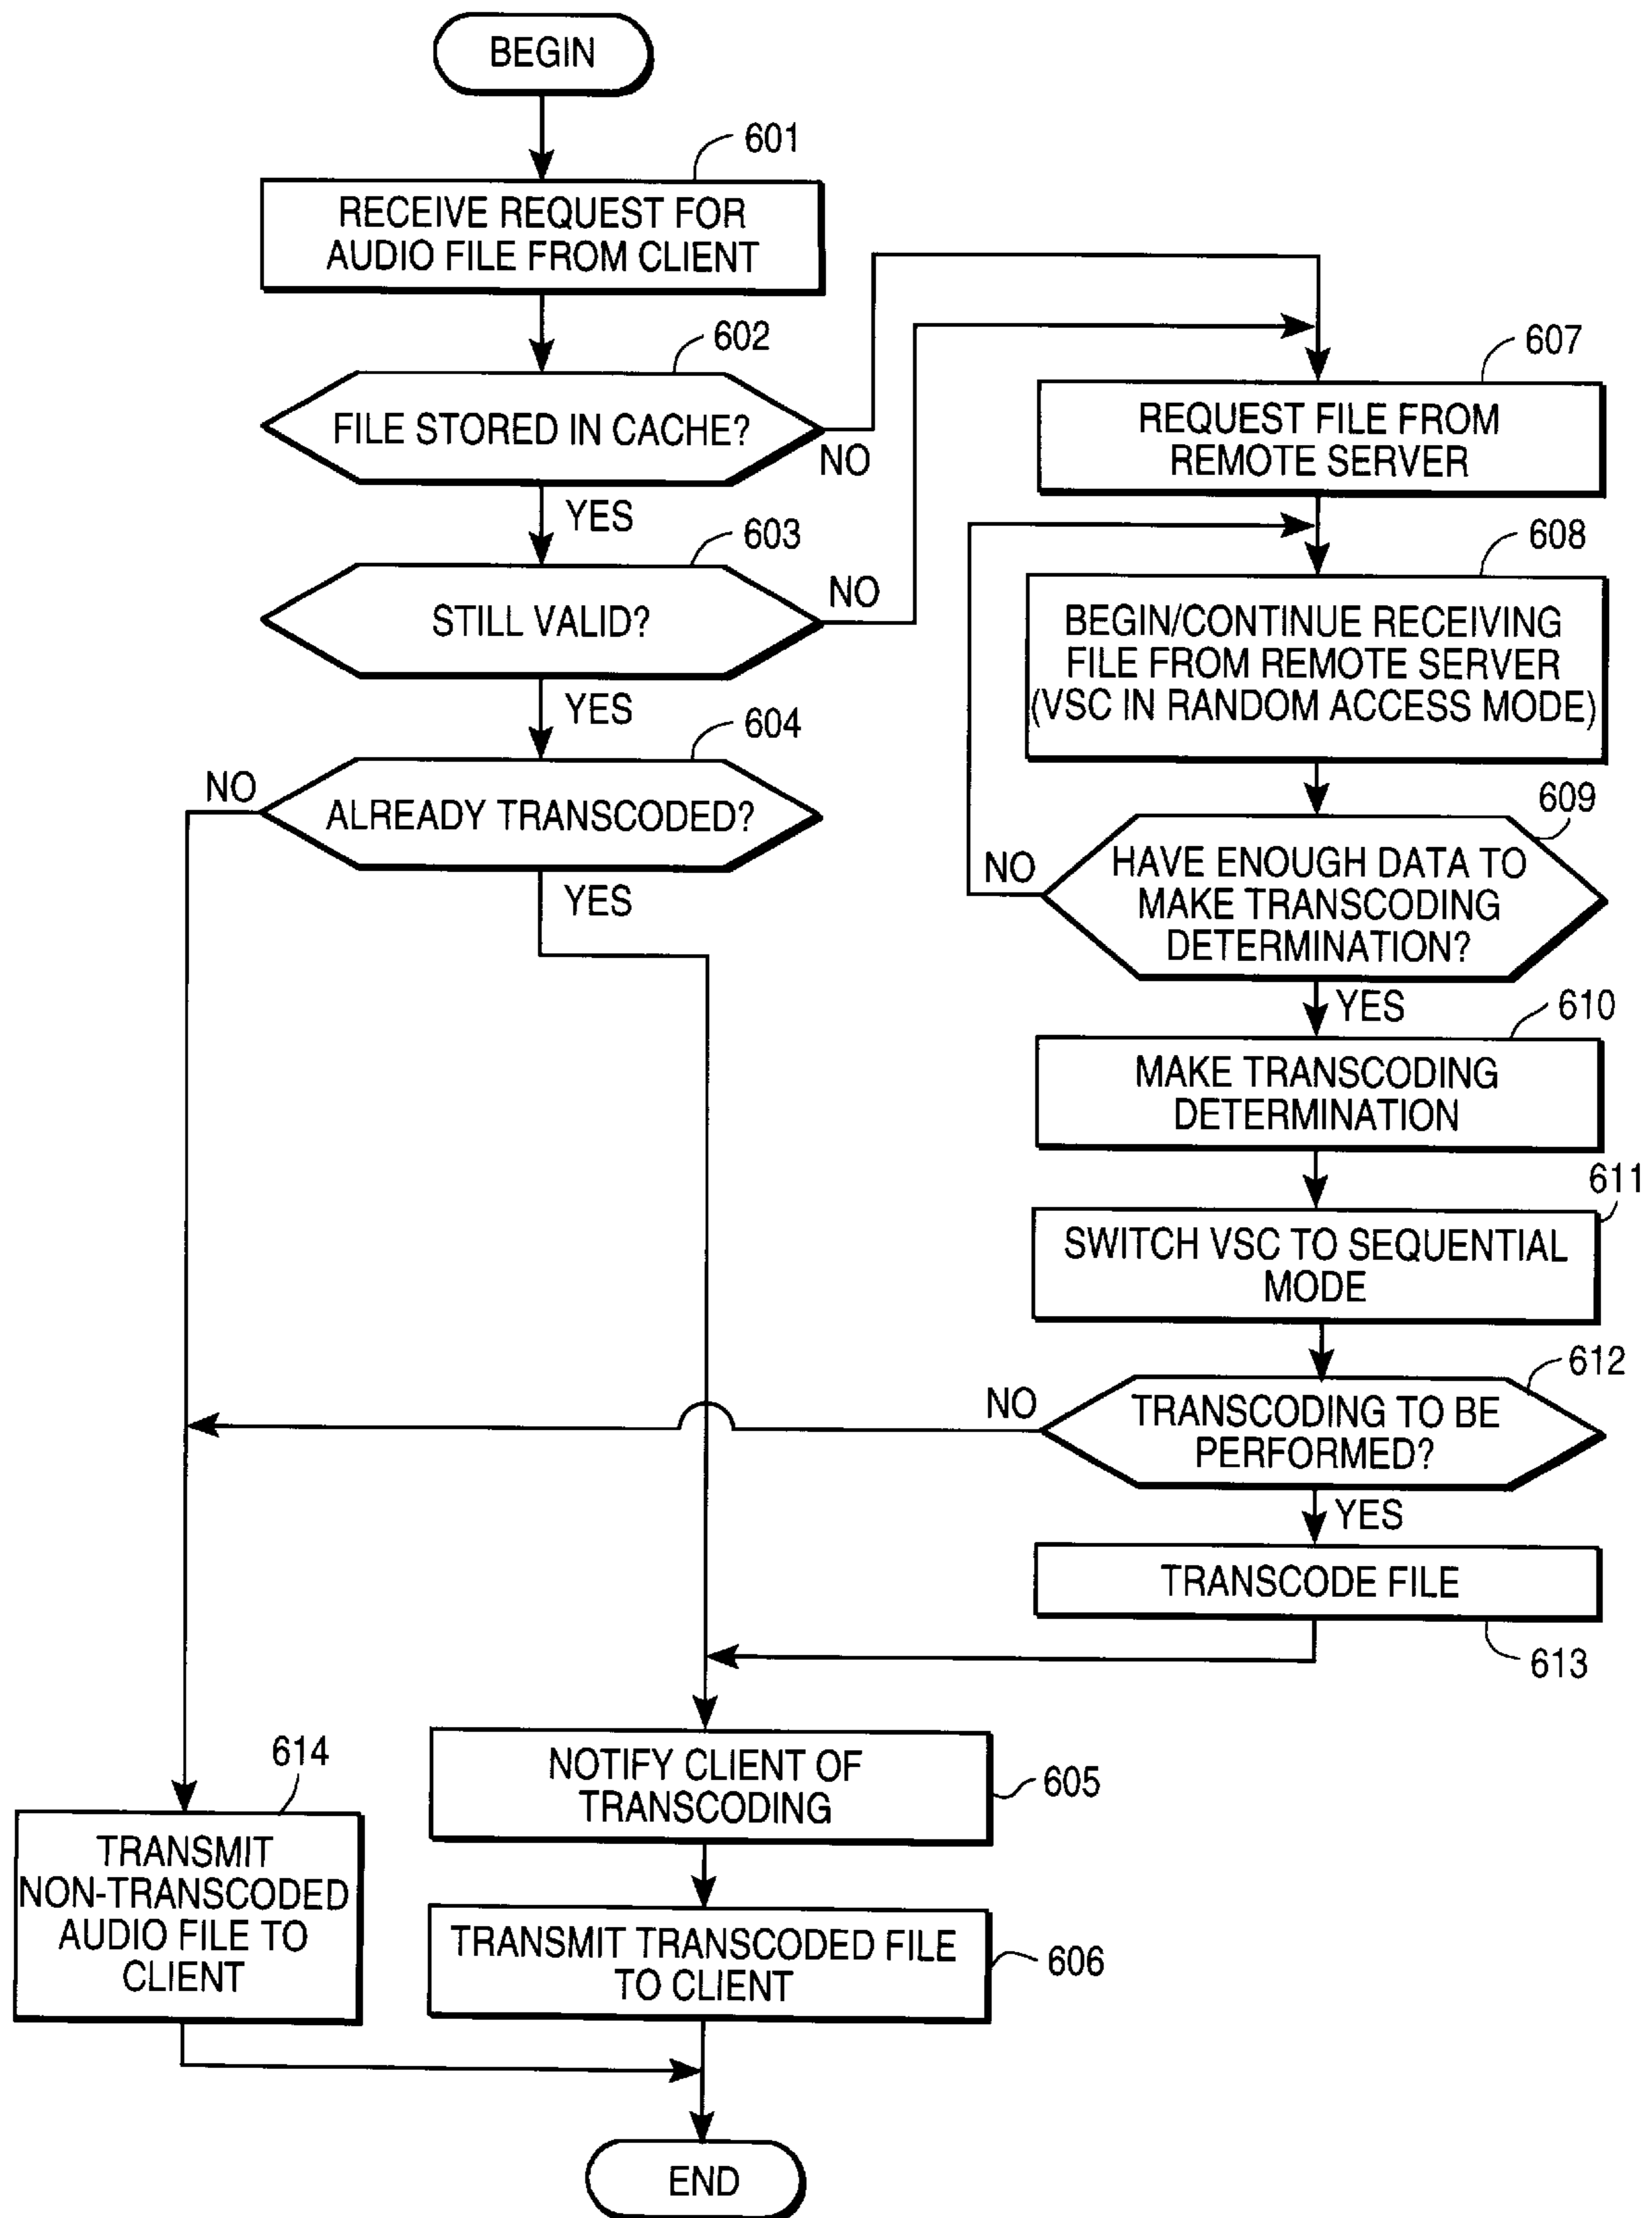 BEGIN
601
RECEIVE REQUEST FOR
AUDIO FILE FROM CLIENT
602
FILE STORED IN CACHE?
NO
YES
603
STILL VALID?
NO
YES
604
ALREADY TRANSCODED?
NO
YES
607
REQUEST FILE FROM
REMOTE SERVER
608
BEGIN/CONTINUE RECEIVING
FILE FROM REMOTE SERVER
(VSC IN RANDOM ACCESS MODE)
609
HAVE ENOUGH DATA TO
MAKE TRANSCODING
DETERMINATION?
NO
YES
610
MAKE TRANSCODING
DETERMINATION
611
SWITCH VSC TO SEQUENTIAL
MODE
612
TRANSCODING TO BE
PERFORMED?
NO
YES
TRANSCODE FILE
613
614
TRANSMIT
NON-TRANSCODED
AUDIO FILE TO
CLIENT
NOTIFY CLIENT OF
TRANSCODING
605
TRANSMIT TRANSCODED FILE
TO CLIENT
606
END